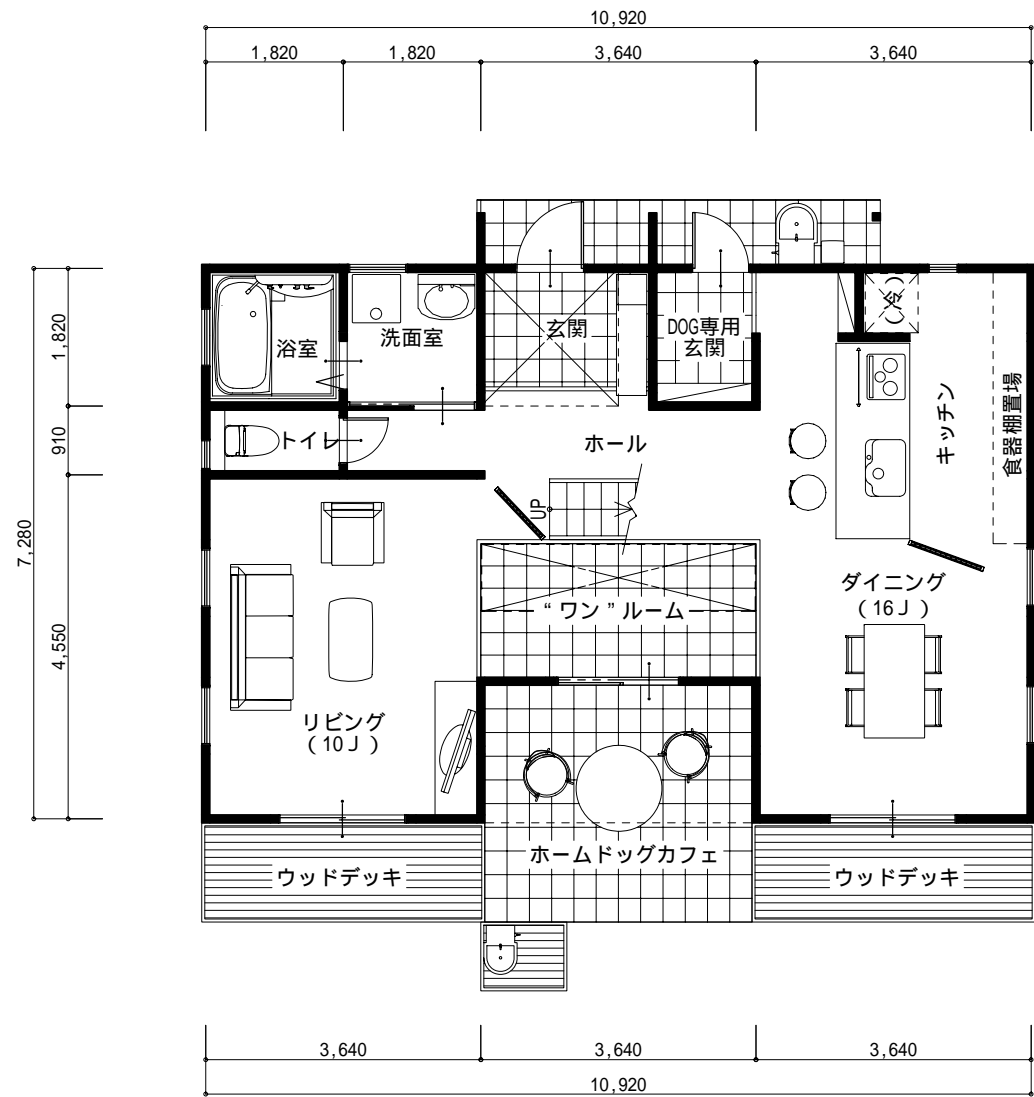 10,920
1,820
1,820
3,640
3,640
7,280
1,820
910
4,550
浴室
洗面室
玄関
DOG専用
玄関
(冷)
キッチン
食器棚置場
トイレ
ホール
UP
“ワン”ルーム
ダイニング
(16J)
リビング
(10J)
ウッドデッキ
ホームドッグカフェ
ウッドデッキ
3,640
3,640
3,640
10,920